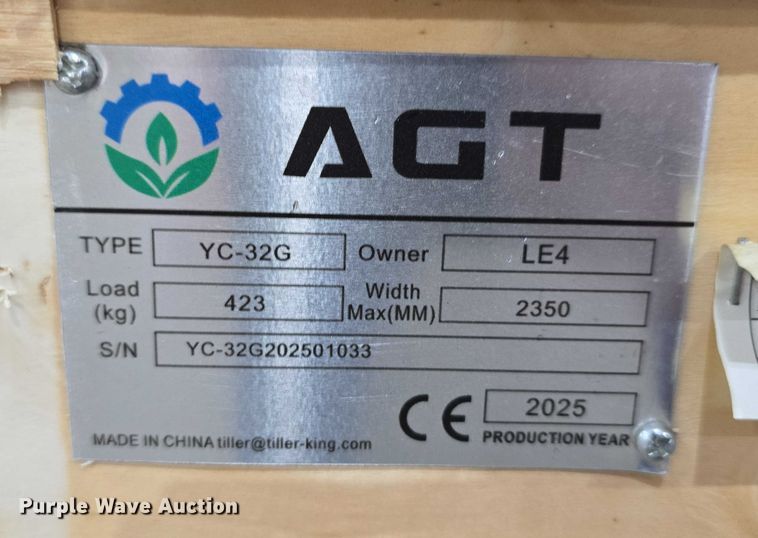 AGT
TYPE YC-32G Owner LE4
Load (kg) 423 Width Max(MM) 2350
S/N YC-32G202501033
CE 2025
MADE IN CHINA tiller@tiller-king.com PRODUCTION YEAR
Purple Wave Auction